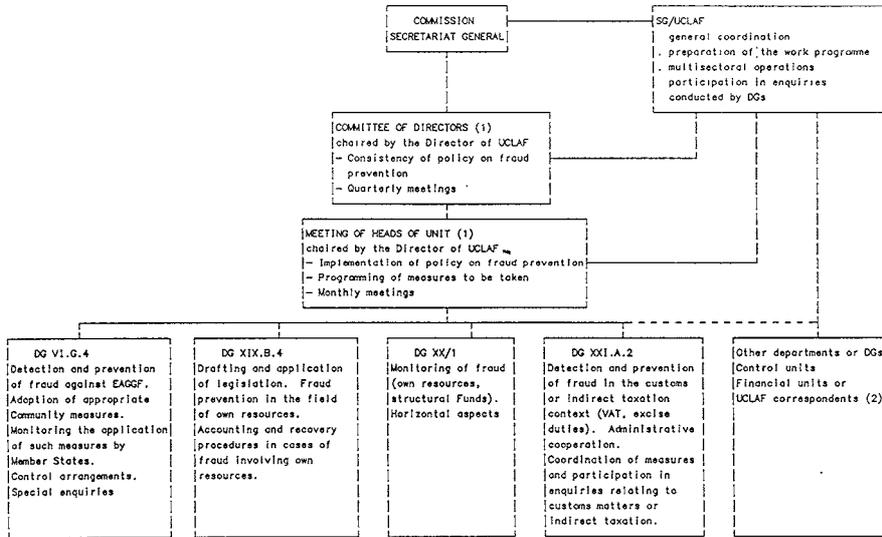 COMMISSION
SECRETARIAT GENERAL
SG/UCLAF
general coordination
. preparation of the work programme
. multisectoral operations
participation in enquiries
conducted by DGs
COMMITTEE OF DIRECTORS (1)
chaired by the Director of UCLAF
- Consistency of policy on fraud
prevention
- Quarterly meetings
MEETING OF HEADS OF UNIT (1)
chaired by the Director of UCLAF
- Implementation of policy on fraud prevention
- Programming of measures to be taken
- Monthly meetings
DG VI.G.4
Detection and prevention
of fraud against EAGGF.
Adoption of appropriate
Community measures.
Monitoring the application
of such measures by
Member States.
Control arrangements.
Special enquiries
DG XIX.B.4
Drafting and application
of legislation. Fraud
prevention in the field
of own resources.
Accounting and recovery
procedures in cases of
fraud involving own
resources.
DG XX/1
Monitoring of fraud
(own resources,
structural Funds).
Horizontal aspects
DG XXI.A.2
Detection and prevention
of fraud in the customs
or indirect taxation
context (VAT, excise
duties). Administrative
cooperation.
Coordination of measures
and participation in
enquiries relating to
customs matters or
indirect taxation.
Other departments or DGs
Control units
Financial units or
UCLAF correspondents (2)